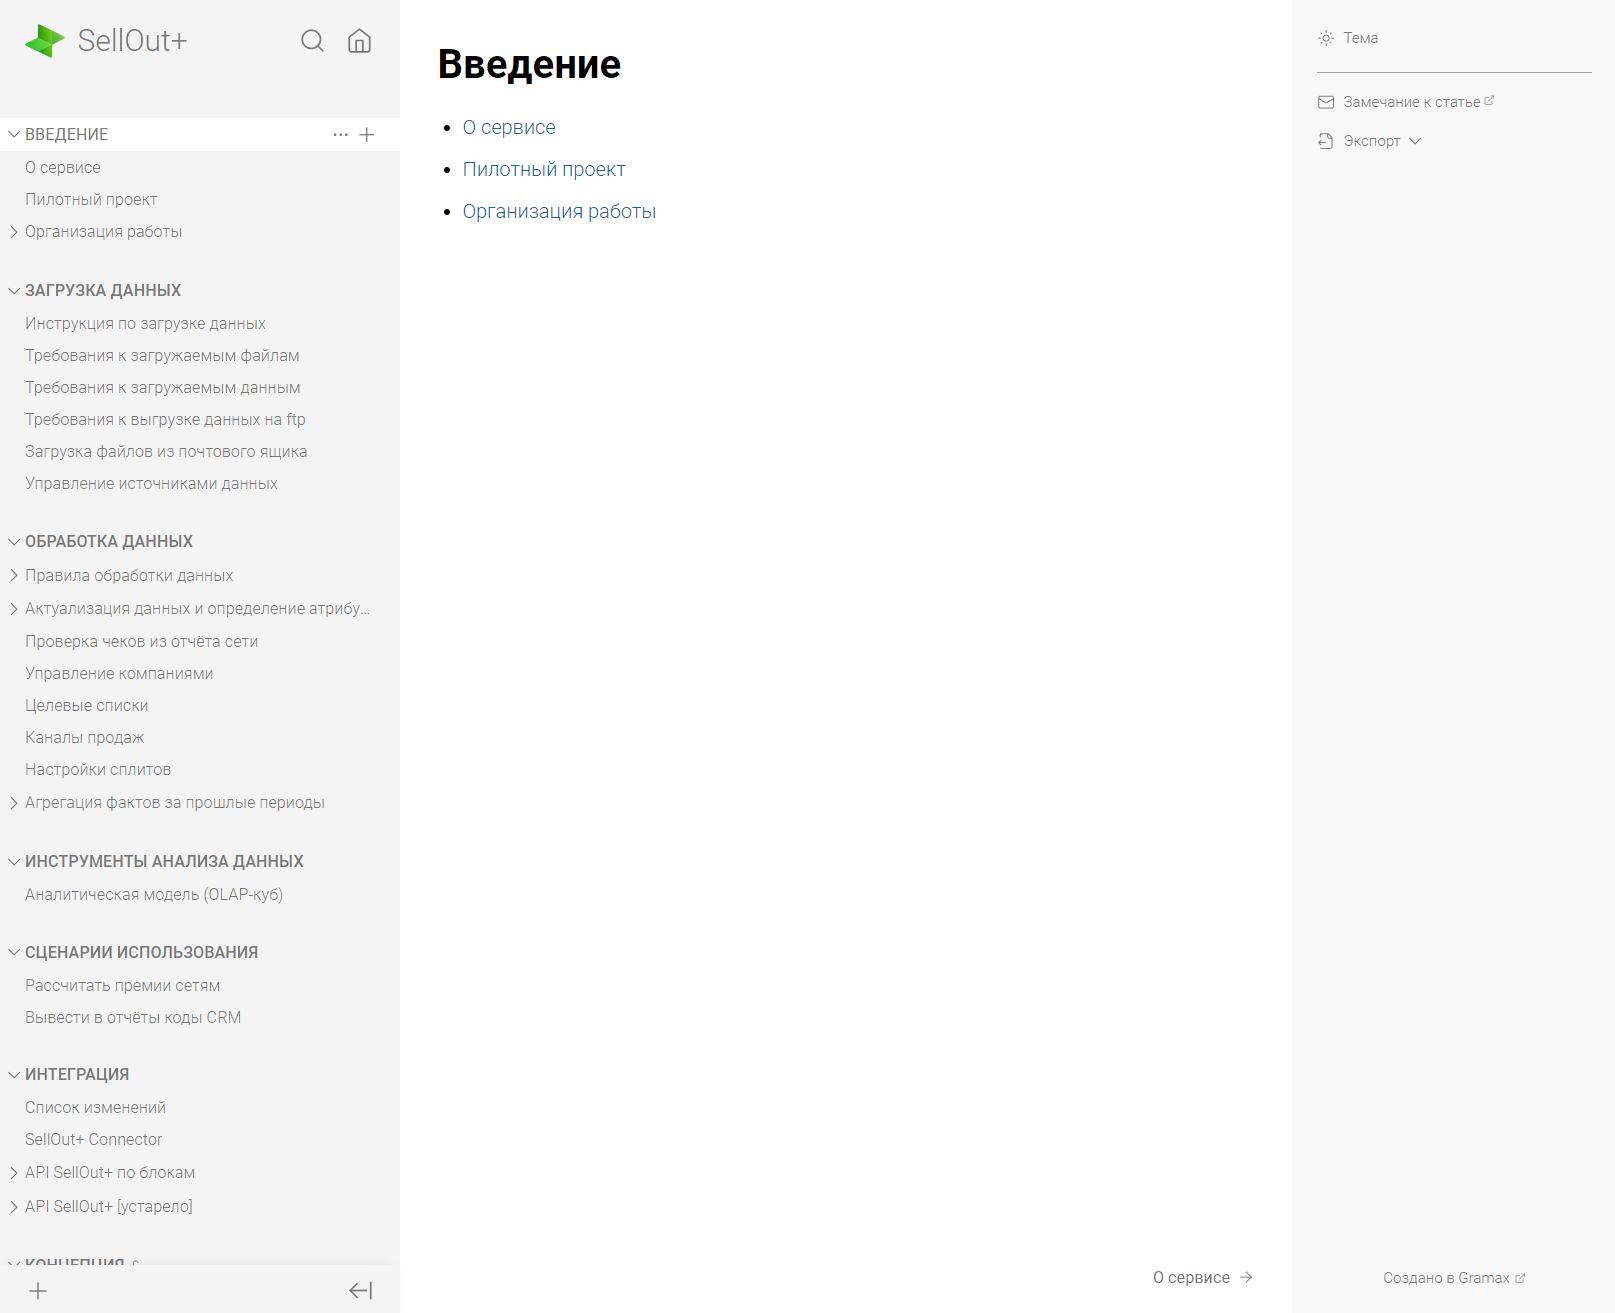 SellOut+
ВВЕДЕНИЕ
О сервисе
Пилотный проект
Организация работы
ЗАГРУЗКА ДАННЫХ
Инструкция по загрузке данных
Требования к загружаемым файлам
Требования к загружаемым данным
Требования к выгрузке данных на ftp
Загрузка файлов из почтового ящика
Управление источниками данных
ОБРАБОТКА ДАННЫХ
Правила обработки данных
Актуализация данных и определение атрибу...
Проверка чеков из отчёта сети
Управление компаниями
Целевые списки
Каналы продаж
Настройки сплитов
Агрегация фактов за прошлые периоды
ИНСТРУМЕНТЫ АНАЛИЗА ДАННЫХ
Аналитическая модель (OLAP-куб)
СЦЕНАРИИ ИСПОЛЬЗОВАНИЯ
Рассчитать премии сетям
Вывести в отчёты коды CRM
ИНТЕГРАЦИЯ
Список изменений
SellOut+ Connector
API SellOut+ по блокам
API SellOut+ [устарело]
КОНЦЕПЦИЯ
Введение
О сервисе
Пилотный проект
Организация работы
О сервисе
Тема
Замечание к статье
Экспорт
Создано в Gramax